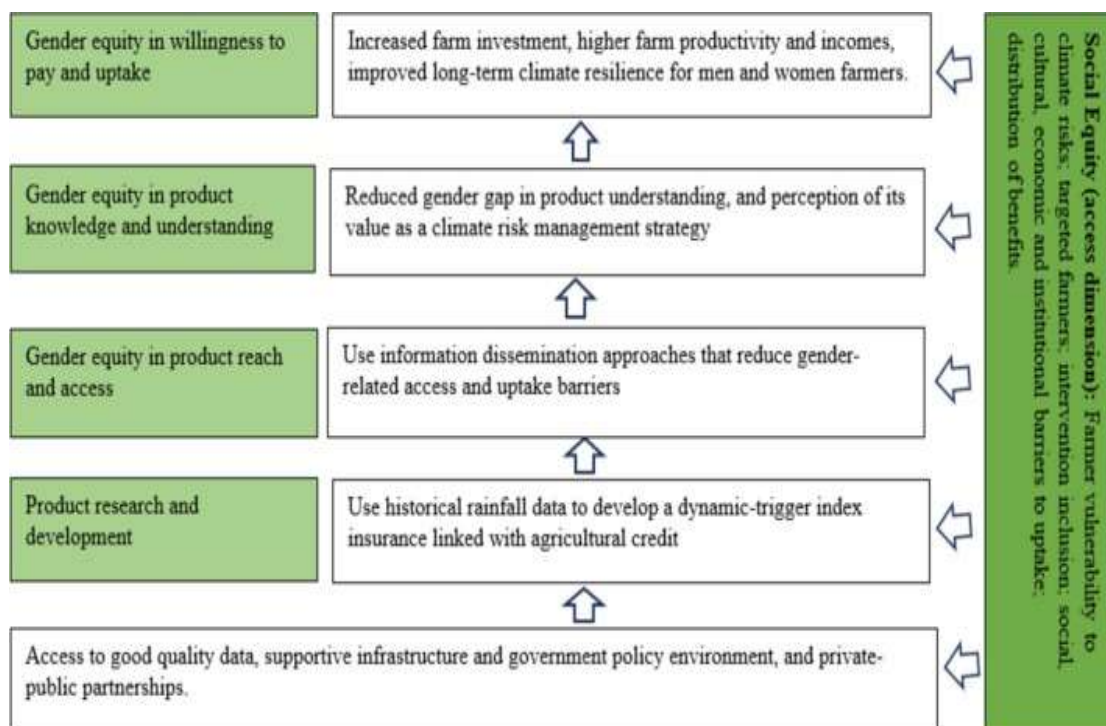 Gender equity in willingness to
pay and uptake
Increased farm investment, higher farm productivity and incomes,
improved long-term climate resilience for men and women farmers.
Gender equity in product
knowledge and understanding
Reduced gender gap in product understanding, and perception of its
value as a climate risk management strategy
Gender equity in product reach
and access
Use information dissemination approaches that reduce gender-
related access and uptake barriers
Product research and
development
Use historical rainfall data to develop a dynamic-trigger index
insurance linked with agricultural credit
Access to good quality data, supportive infrastructure and government policy environment, and private-
public partnerships.
Social Equity (access dimension): Farmer vulnerability to
climate risks; targeted farmers; intervention inclusion; social,
cultural, economic and institutional barriers to uptake;
distribution of benefits.